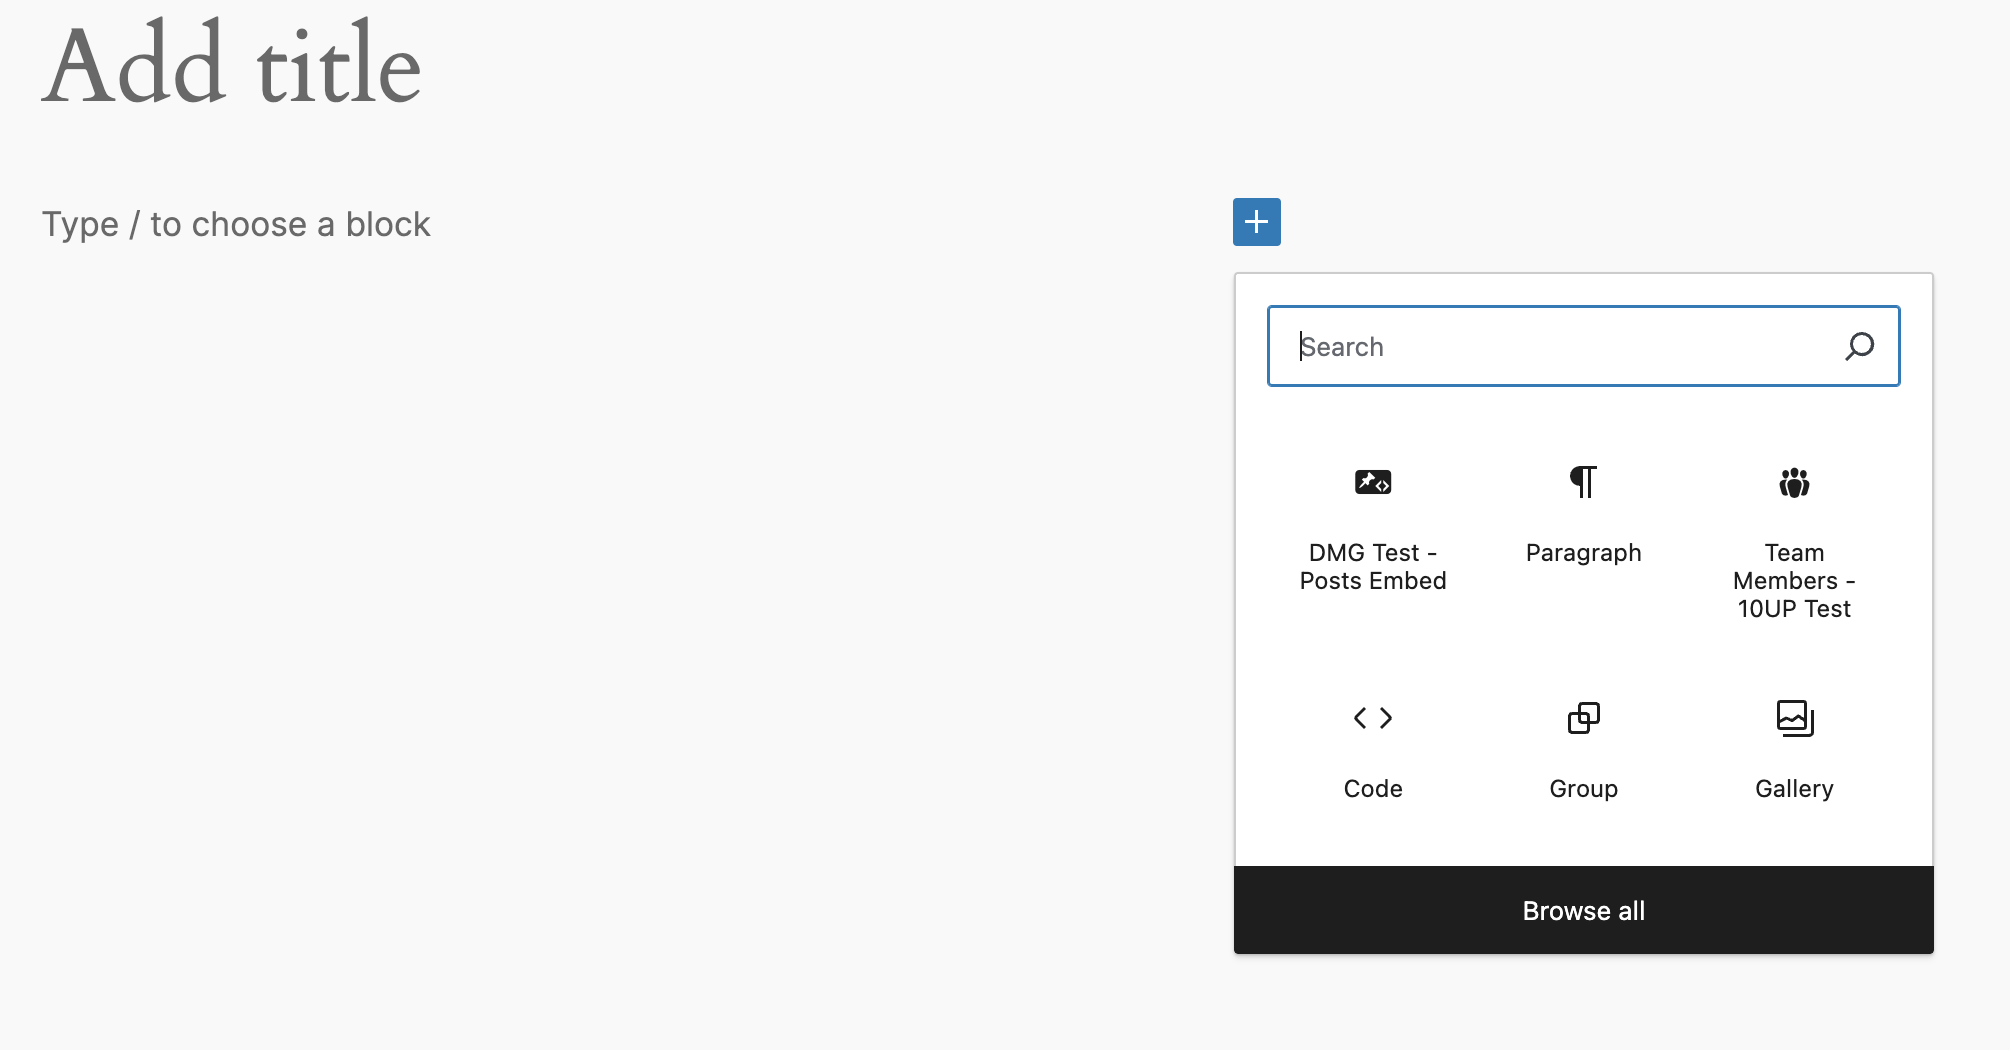 Add title
Type / to choose a block
Search
DMG Test -
Posts Embed
Paragraph
Team
Members -
10UP Test
Code
Group
Gallery
Browse all